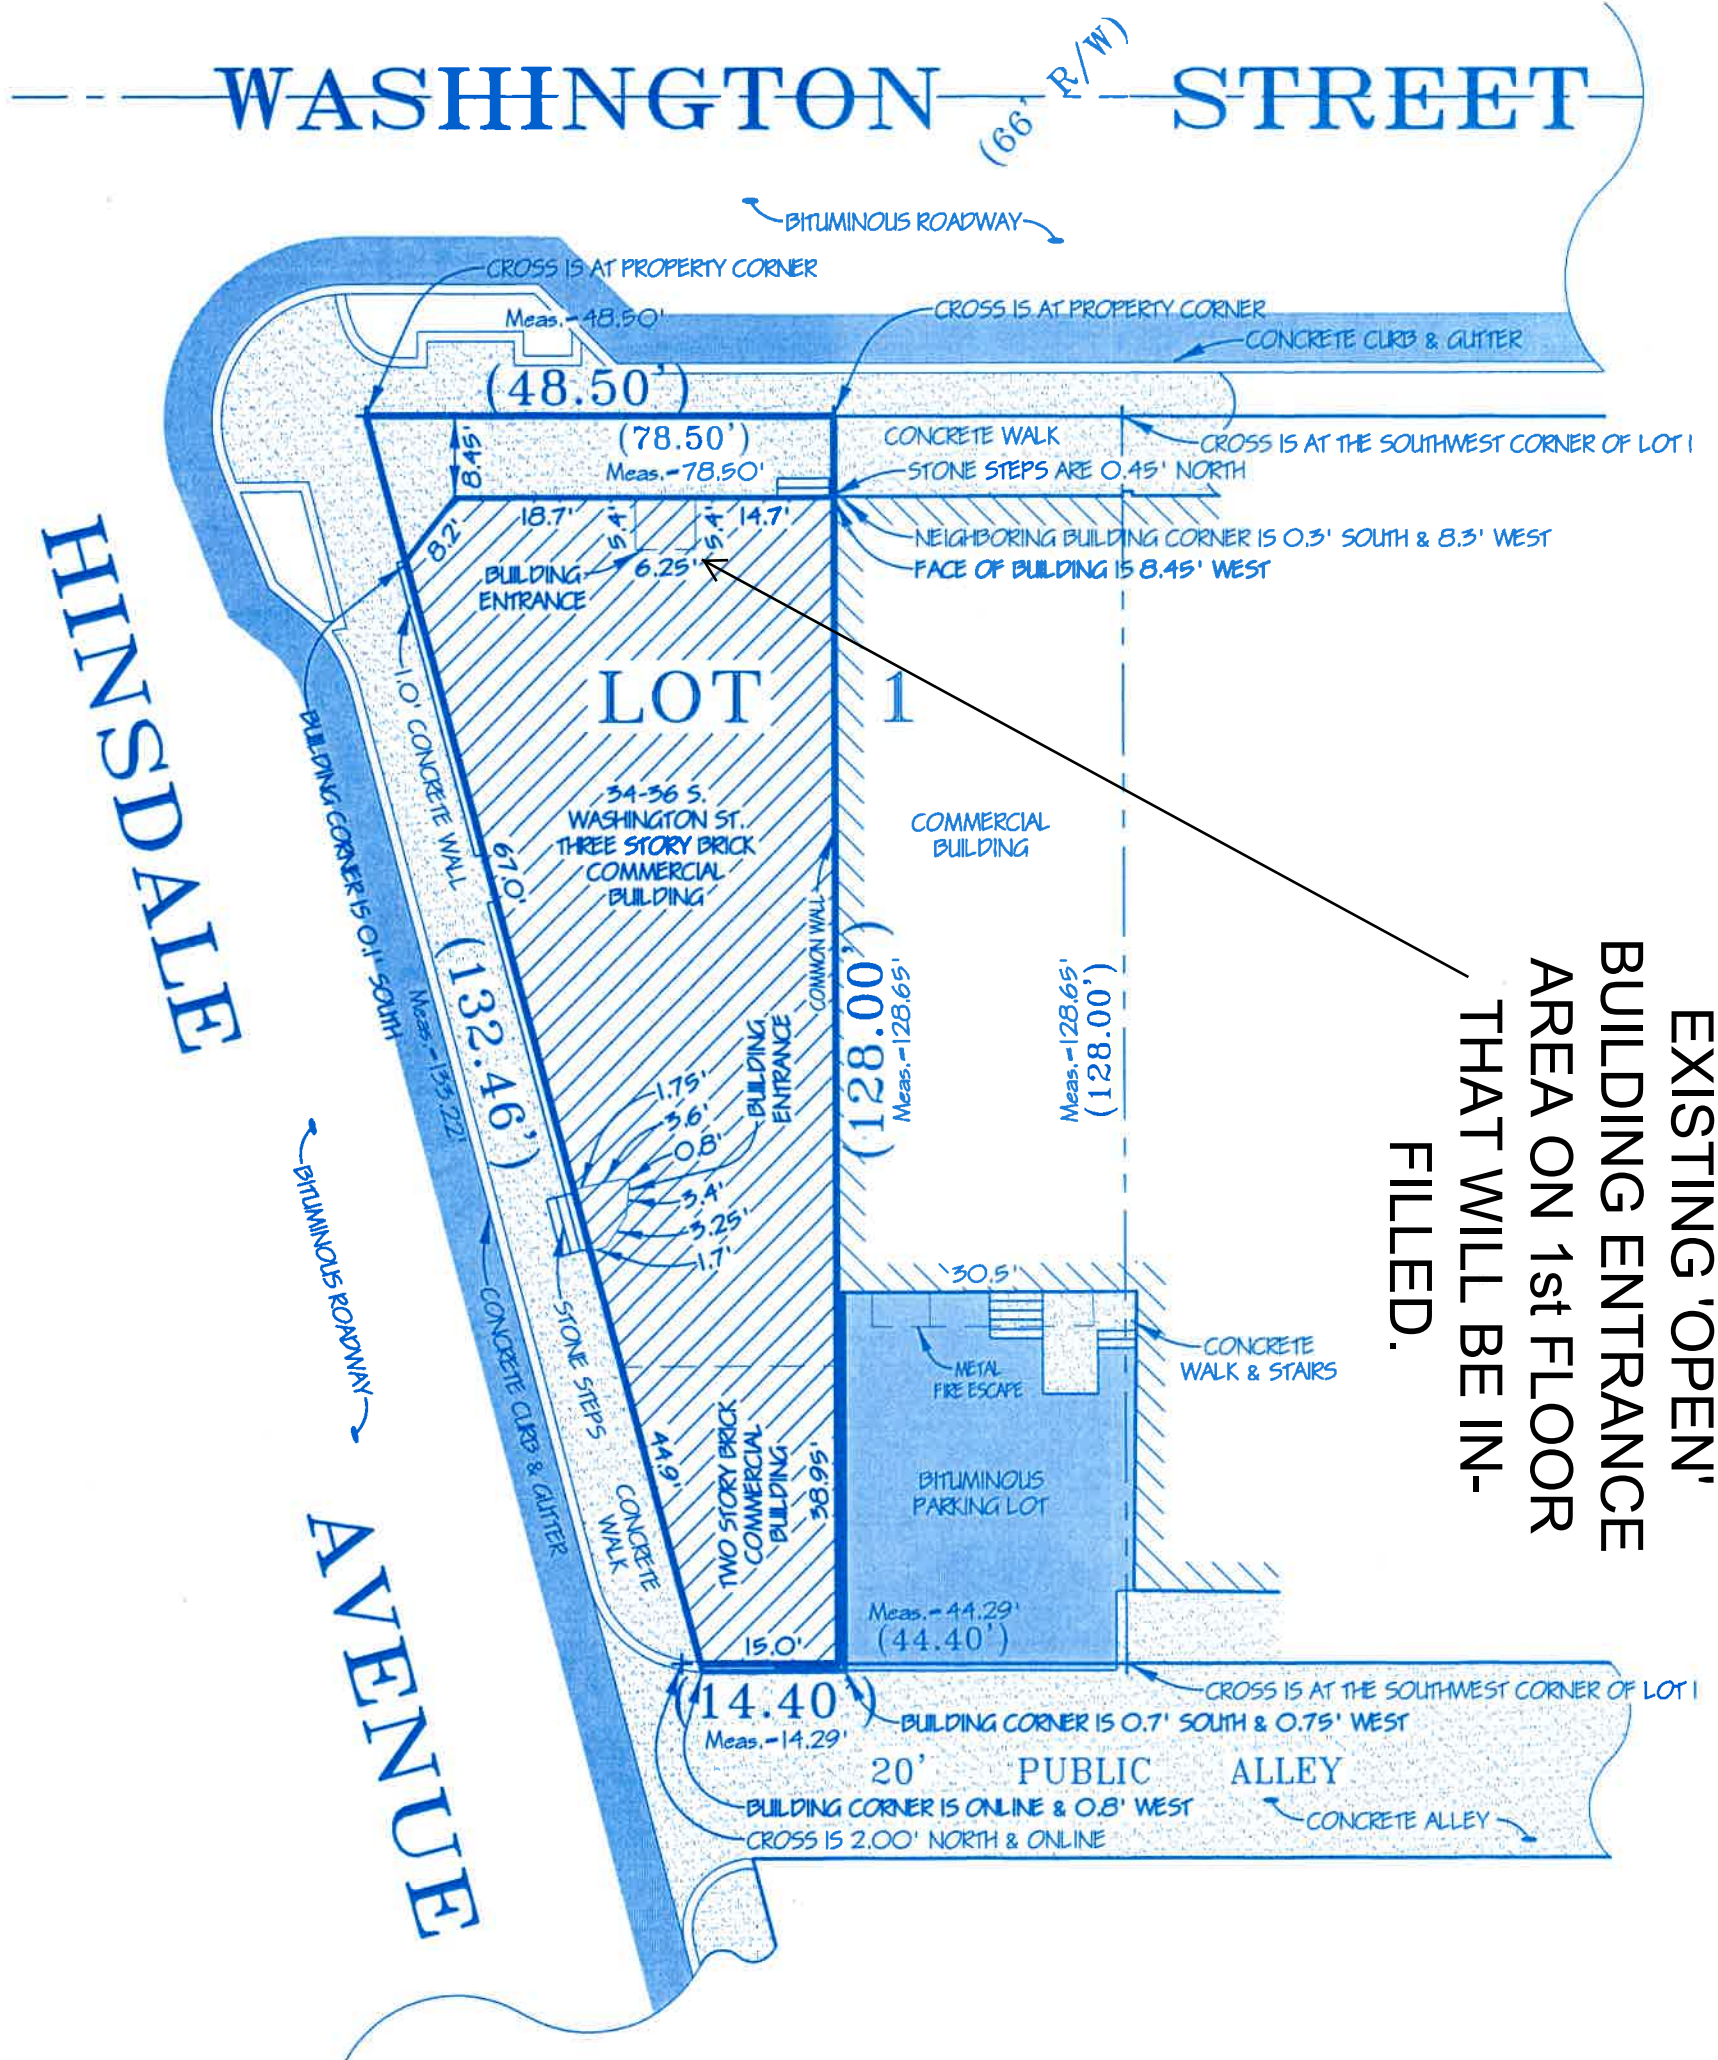 WASHINGTON STREET
(66' R/W)
BITUMINOUS ROADWAY
CROSS IS AT PROPERTY CORNER
Meas.-48.50'
CROSS IS AT PROPERTY CORNER
CONCRETE CURB & GUTTER
(48.50')
(78.50')
Meas.-78.50'
8.45'
CONCRETE WALK
CROSS IS AT THE SOUTHWEST CORNER OF LOT 1
STONE STEPS ARE 0.45' NORTH
18.7'
5.4'
5.4'
14.7'
8.2'
NEIGHBORING BUILDING CORNER IS 0.3' SOUTH & 8.3' WEST
FACE OF BUILDING IS 8.45' WEST
BUILDING
ENTRANCE
6.25'
HINSDALE
AVENUE
LOT 1
1.0' CONCRETE WALL
BUILDING CORNER IS 0.1' SOUTH
34-36 S.
WASHINGTON ST.
THREE STORY BRICK
COMMERCIAL
BUILDING
COMMERCIAL
BUILDING
67.0'
COMMON WALL
(132.46')
Meas.-133.22'
(128.00')
Meas.-128.65'
Meas.-128.65'
(128.00')
EXISTING 'OPEN'
BUILDING ENTRANCE
AREA ON 1st FLOOR
THAT WILL BE IN-
FILLED.
BUILDING
ENTRANCE
1.75'
3.6'
0.8'
3.4'
3.25'
1.7'
BITUMINOUS ROADWAY
CONCRETE CURB & GUTTER
STONE STEPS
30.5'
METAL
FIRE ESCAPE
CONCRETE
WALK & STAIRS
44.9'
TWO STORY BRICK
COMMERCIAL
BUILDING
38.95'
BITUMINOUS
PARKING LOT
CONCRETE
WALK
Meas.-44.29'
(44.40')
15.0'
(14.40')
Meas.-14.29'
CROSS IS AT THE SOUTHWEST CORNER OF LOT 1
BUILDING CORNER IS 0.7' SOUTH & 0.75' WEST
20' PUBLIC ALLEY
BUILDING CORNER IS ONLINE & 0.8' WEST
CROSS IS 2.00' NORTH & ONLINE
CONCRETE ALLEY